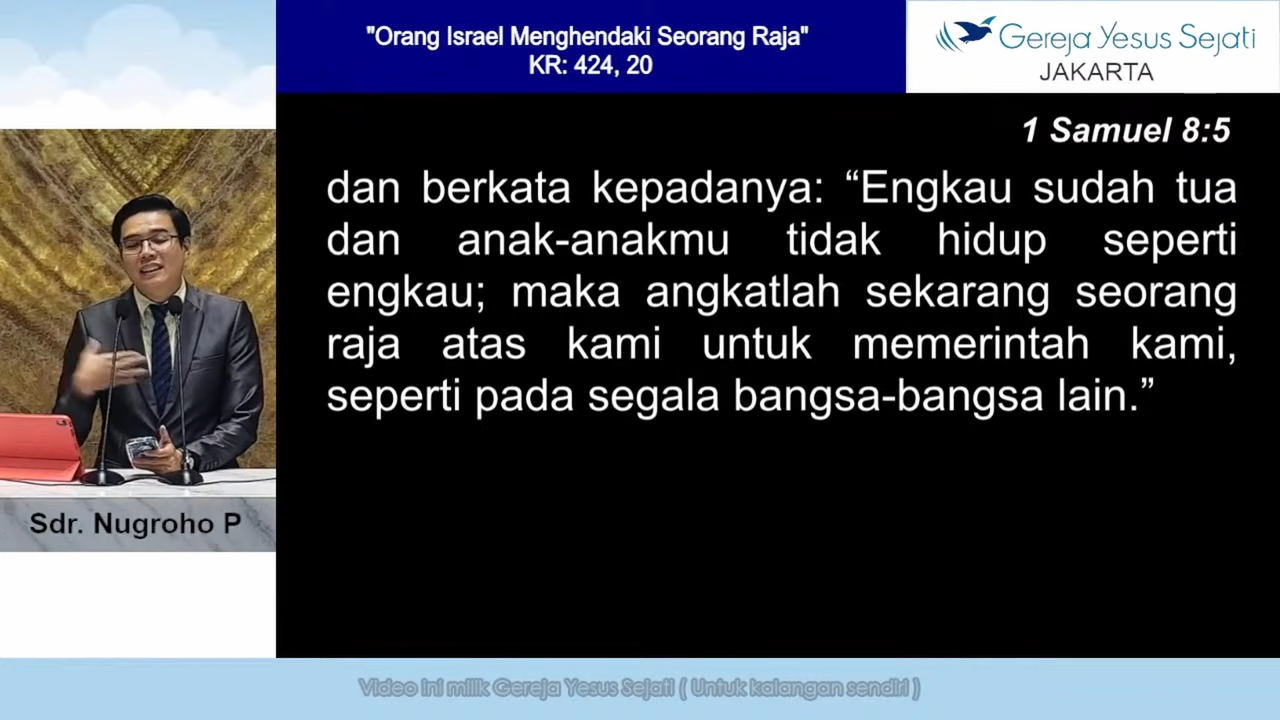 "Orang Israel Menghendaki Seorang Raja"
KR: 424, 20
Gereja Yesus Sejati
JAKARTA
1 Samuel 8:5
dan berkata kepadanya: “Engkau sudah tua
dan anak-anakmu tidak hidup seperti
engkau; maka angkatlah sekarang seorang
raja atas kami untuk memerintah kami,
seperti pada segala bangsa-bangsa lain.”
Sdr. Nugroho P
Video ini milik Gereja Yesus Sejati ( Untuk kalangan sendiri )